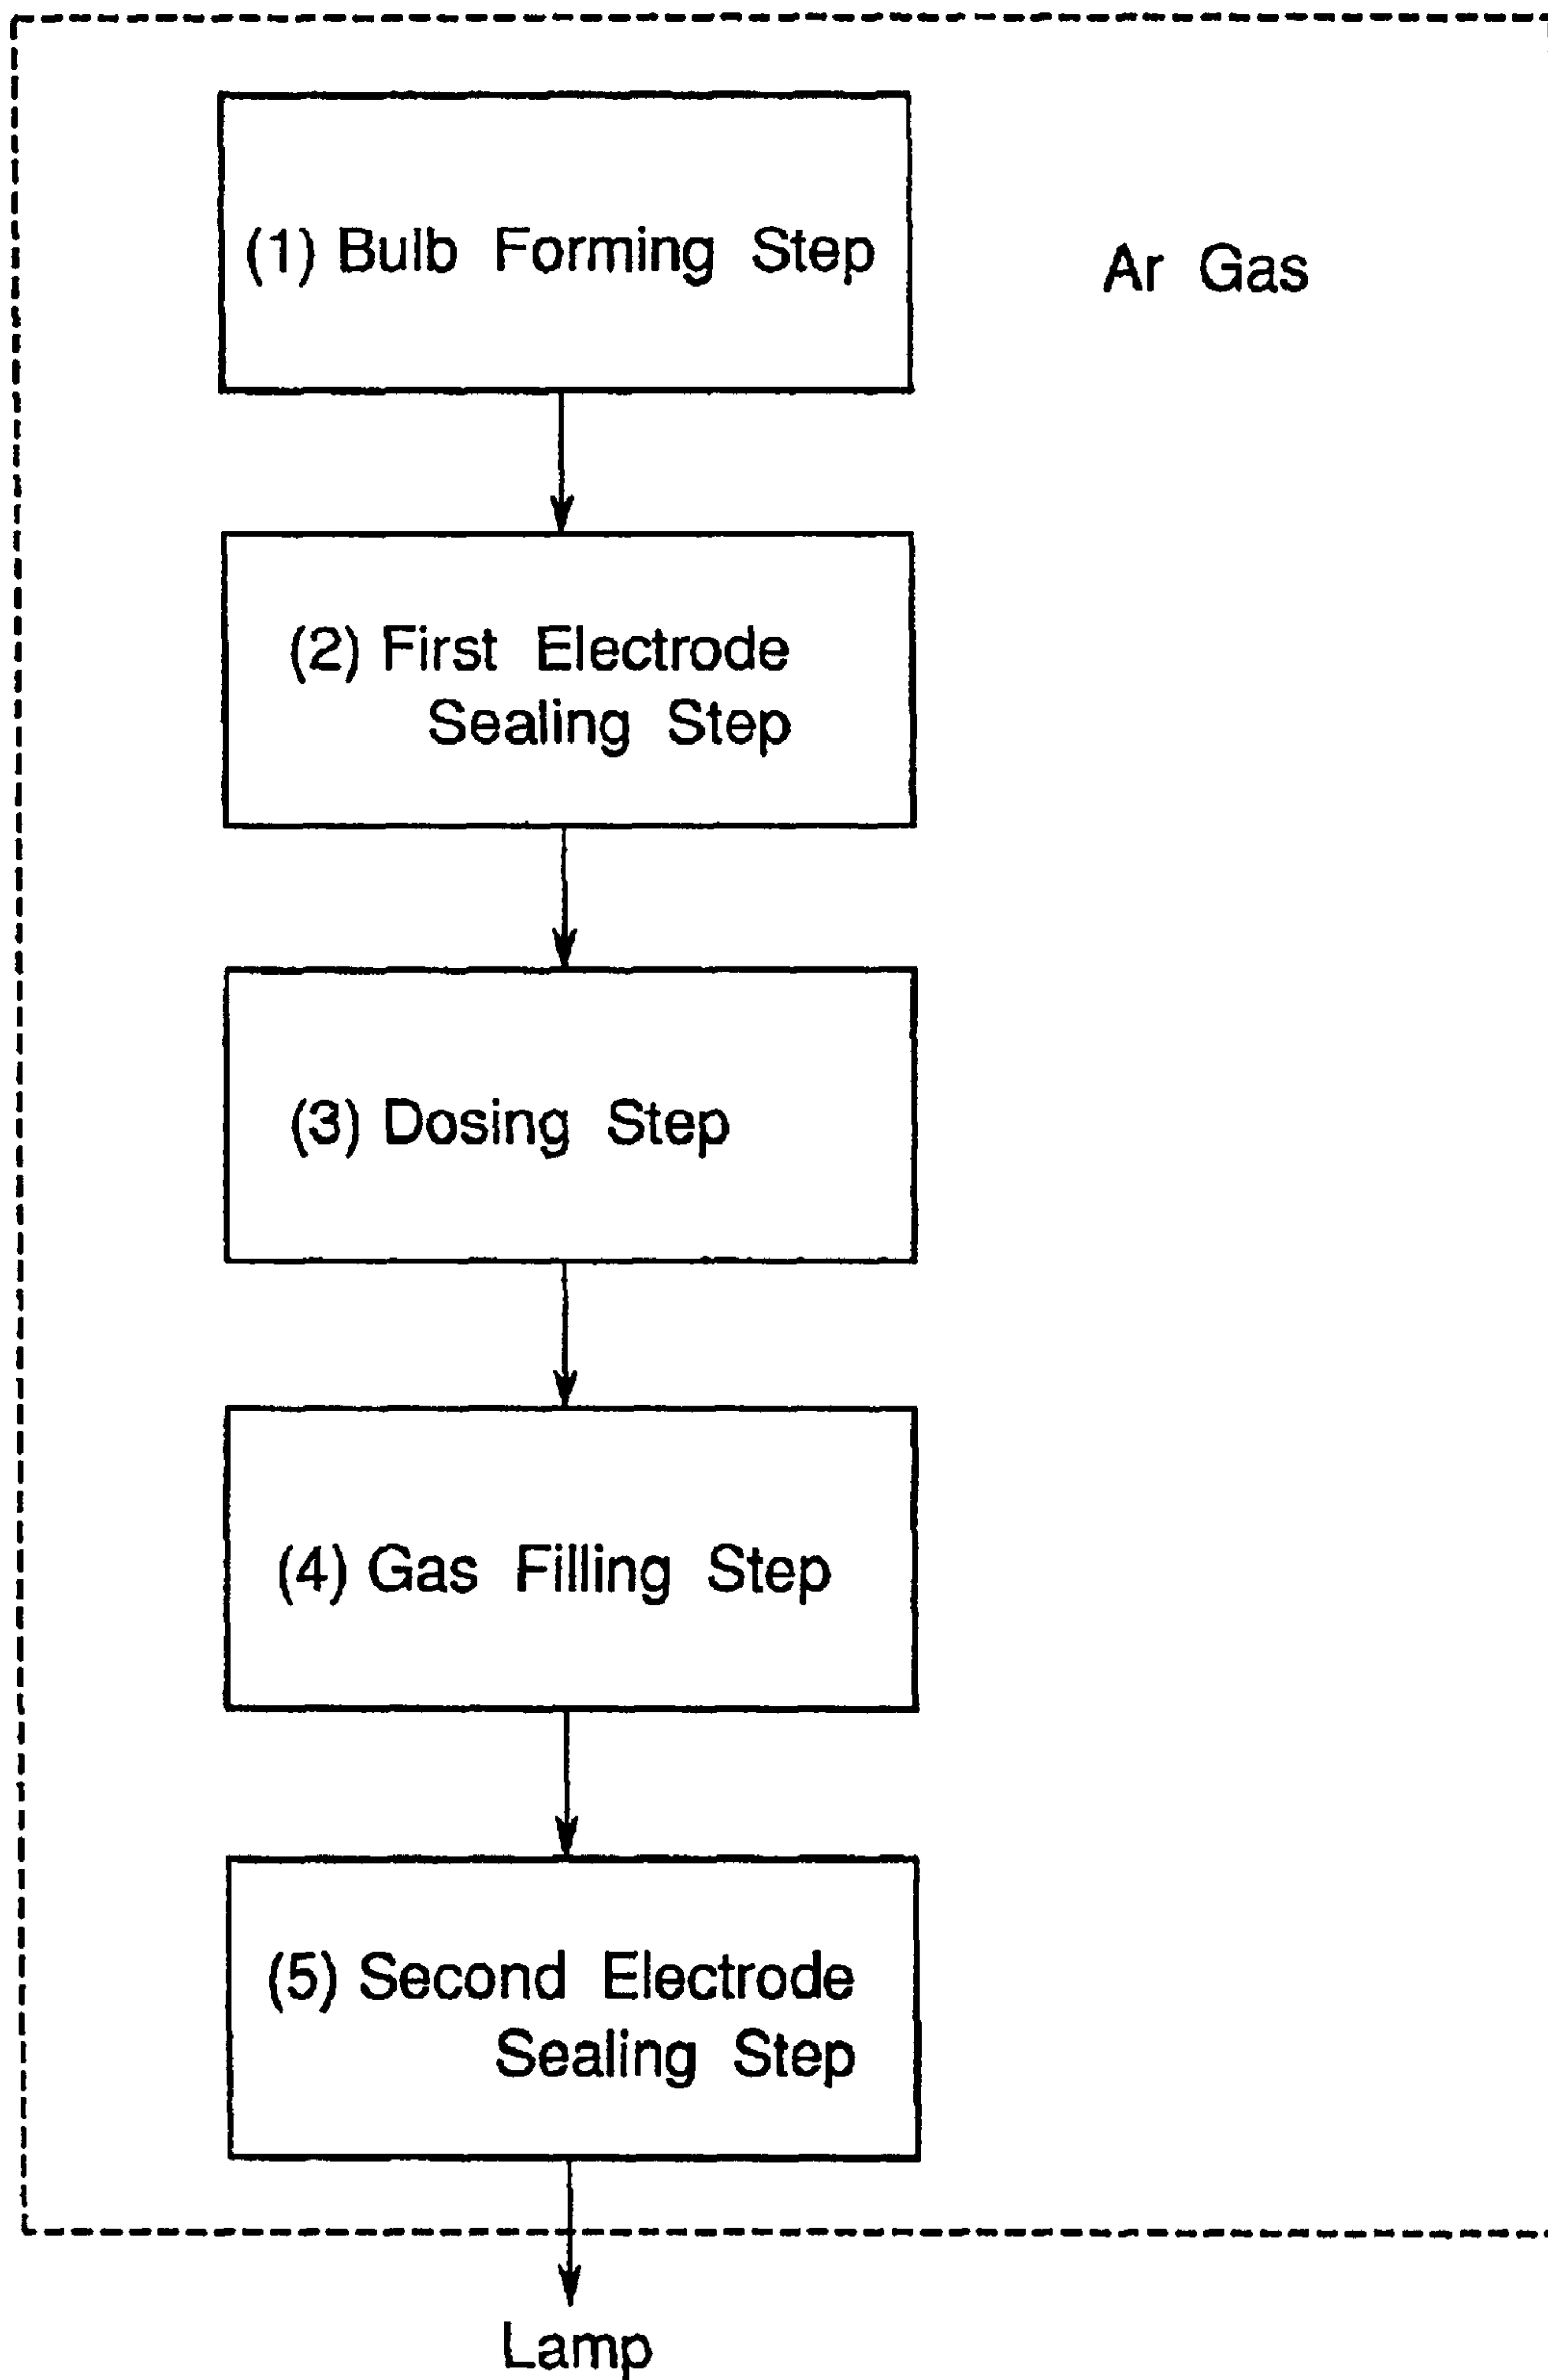 (1) Bulb Forming Step
Ar Gas
(2) First Electrode
Sealing Step
(3) Dosing Step
(4) Gas Filling Step
(5) Second Electrode
Sealing Step
Lamp